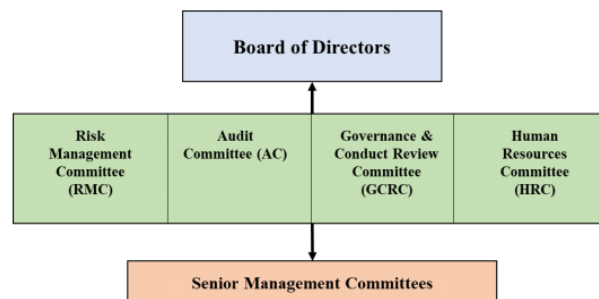 Board of Directors
Risk
Management
Committee
(RMC)
Audit
Committee (AC)
Governance &
Conduct Review
Committee
(GCRC)
Human
Resources
Committee
(HRC)
Senior Management Committees